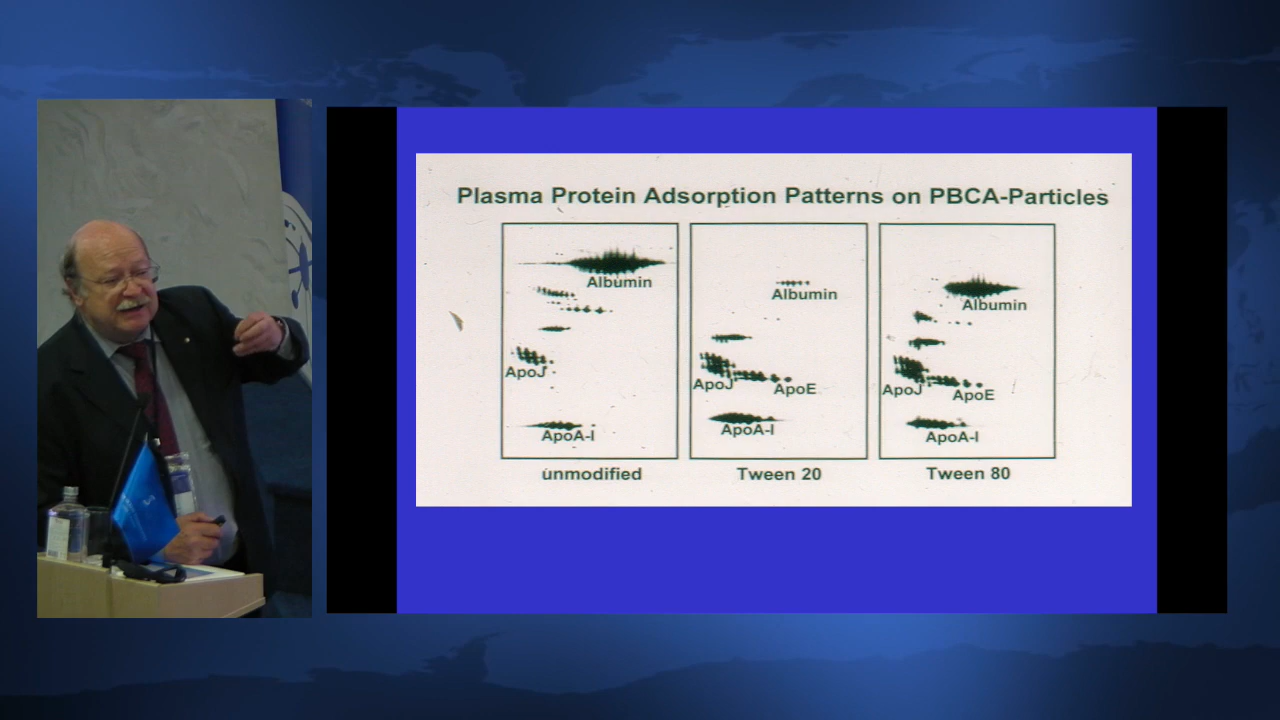 Plasma Protein Adsorption Patterns on PBCA-Particles
Albumin
ApoJ
ApoA-I
unmodified
Albumin
ApoJ
ApoE
ApoA-I
Tween 20
Albumin
ApoJ
ApoE
ApoA-I
Tween 80